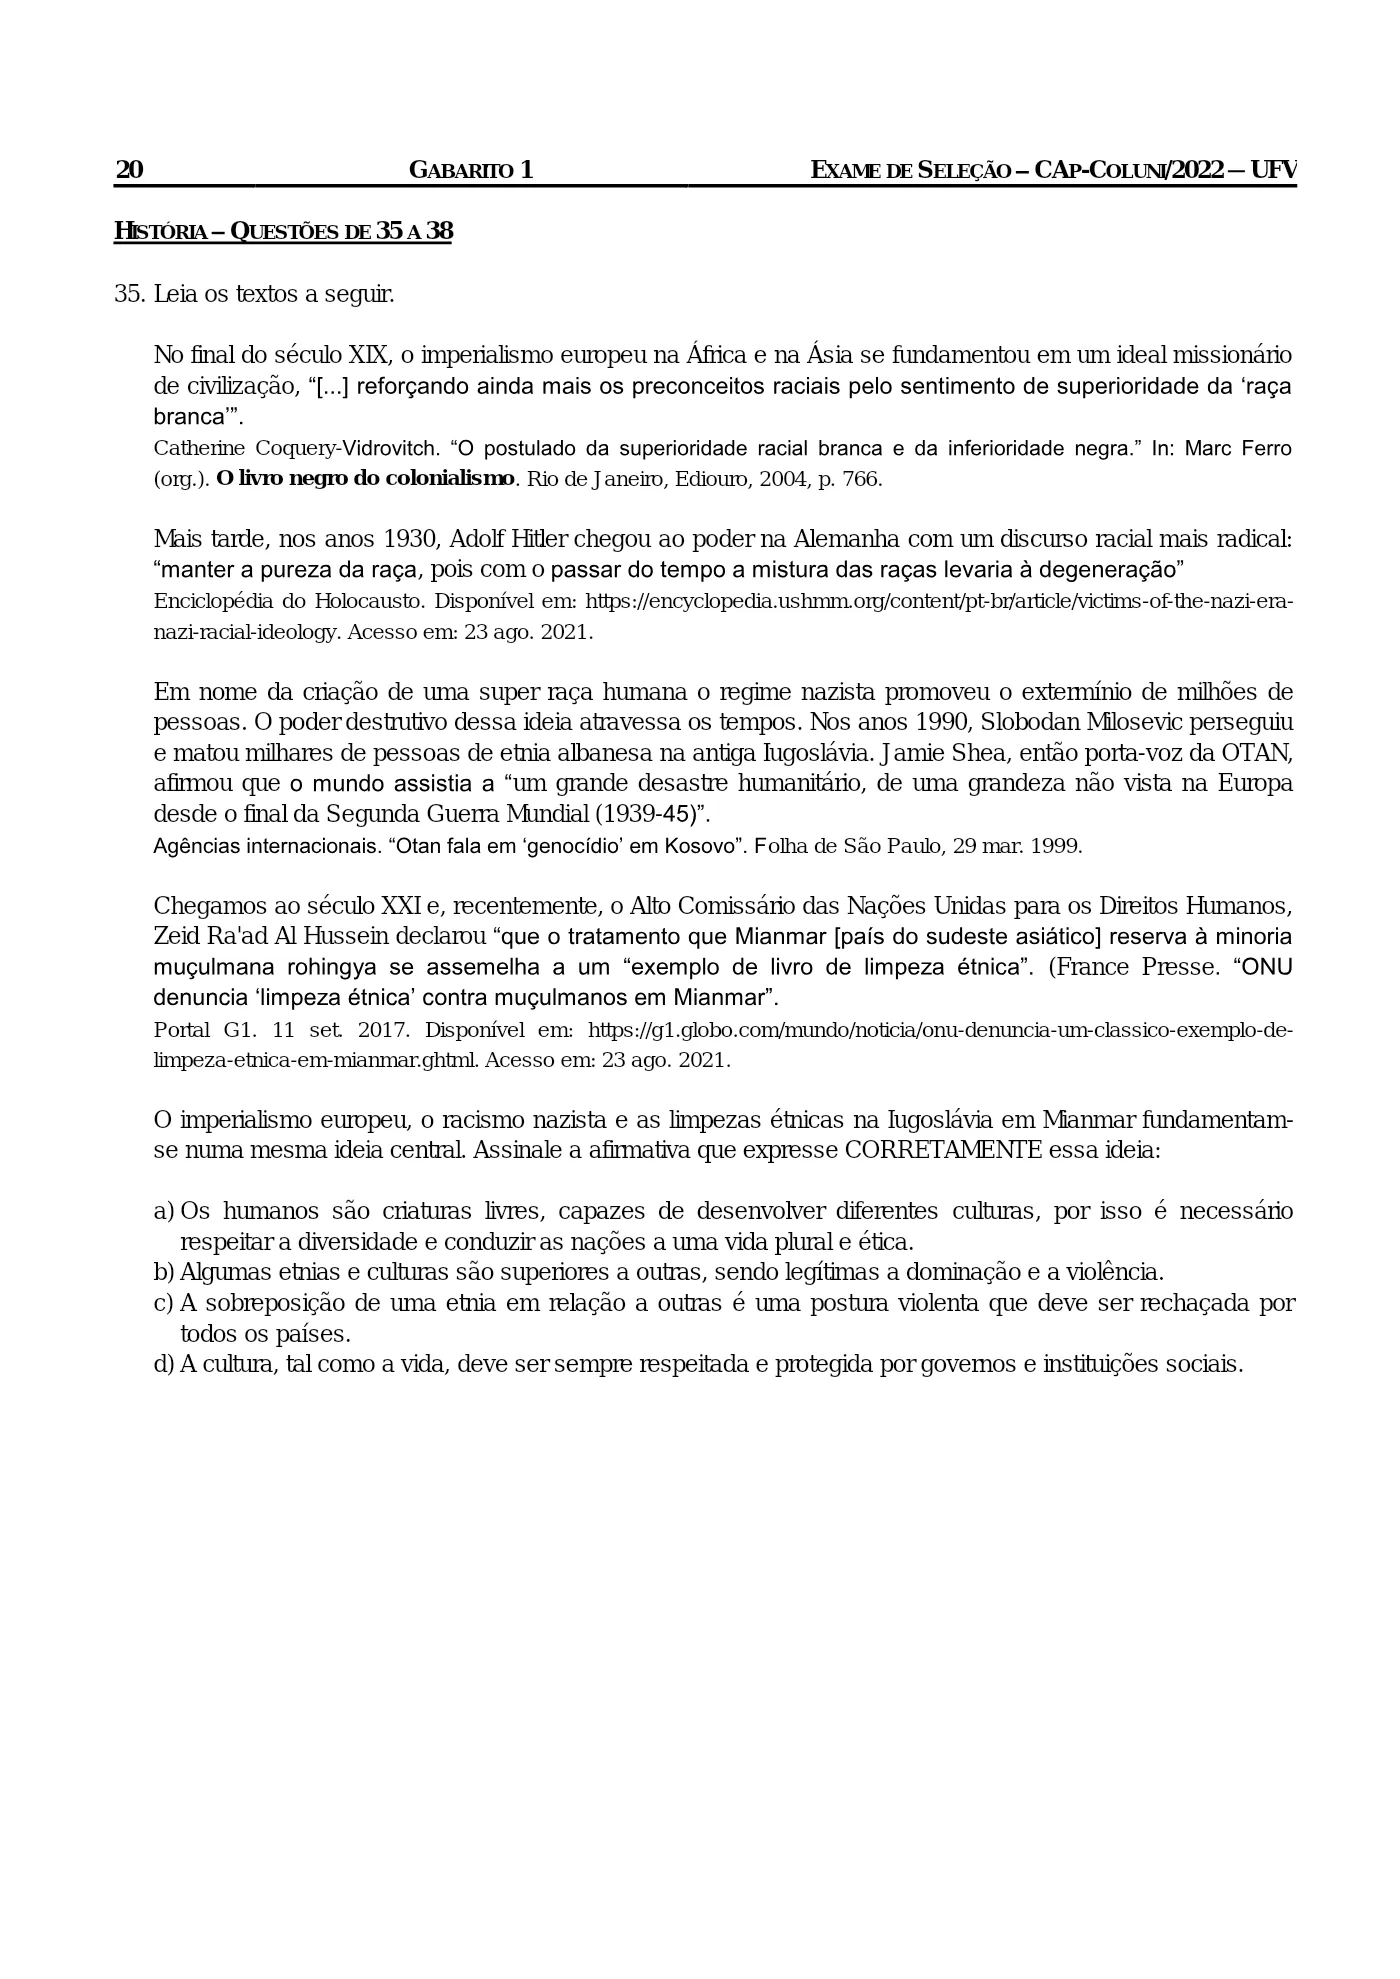 20 GABARITO 1 EXAME DE SELEÇÃO – CAP-COLUNI/2022 — UFV
HISTÓRIA – QUESTÕES DE 35 A 38
35. Leia os textos a seguir.
No final do século XIX, o imperialismo europeu na África e na Ásia se fundamentou em um ideal missionário
de civilização, “[...] reforçando ainda mais os preconceitos raciais pelo sentimento de superioridade da ‘raça
branca’”.
Catherine Coquery-Vidrovitch. “O postulado da superioridade racial branca e da inferioridade negra.” In: Marc Ferro
(org.). O livro negro do colonialismo. Rio de Janeiro, Ediouro, 2004, p. 766.
Mais tarde, nos anos 1930, Adolf Hitler chegou ao poder na Alemanha com um discurso racial mais radical:
“manter a pureza da raça, pois com o passar do tempo a mistura das raças levaria à degeneração”
Enciclopédia do Holocausto. Disponível em: https://encyclopedia.ushmm.org/content/pt-br/article/victims-of-the-nazi-era-
nazi-racial-ideology. Acesso em: 23 ago. 2021.
Em nome da criação de uma super raça humana o regime nazista promoveu o extermínio de milhões de
pessoas. O poder destrutivo dessa ideia atravessa os tempos. Nos anos 1990, Slobodan Milosevic perseguiu
e matou milhares de pessoas de etnia albanesa na antiga Iugoslávia. Jamie Shea, então porta-voz da OTAN,
afirmou que o mundo assistia a “um grande desastre humanitário, de uma grandeza não vista na Europa
desde o final da Segunda Guerra Mundial (1939-45)”.
Agências internacionais. “Otan fala em ‘genocídio’ em Kosovo”. Folha de São Paulo, 29 mar. 1999.
Chegamos ao século XXI e, recentemente, o Alto Comissário das Nações Unidas para os Direitos Humanos,
Zeid Ra'ad Al Hussein declarou “que o tratamento que Mianmar [país do sudeste asiático] reserva à minoria
muçulmana rohingya se assemelha a um “exemplo de livro de limpeza étnica”. (France Presse. “ONU
denuncia ‘limpeza étnica’ contra muçulmanos em Mianmar”.
Portal G1. 11 set. 2017. Disponível em: https://g1.globo.com/mundo/noticia/onu-denuncia-um-classico-exemplo-de-
limpeza-etnica-em-mianmar.ghtml. Acesso em: 23 ago. 2021.
O imperialismo europeu, o racismo nazista e as limpezas étnicas na Iugoslávia em Mianmar fundamentam-
se numa mesma ideia central. Assinale a afirmativa que expresse CORRETAMENTE essa ideia:
a) Os humanos são criaturas livres, capazes de desenvolver diferentes culturas, por isso é necessário
respeitar a diversidade e conduzir as nações a uma vida plural e ética.
b) Algumas etnias e culturas são superiores a outras, sendo legítimas a dominação e a violência.
c) A sobreposição de uma etnia em relação a outras é uma postura violenta que deve ser rechaçada por
todos os países.
d) A cultura, tal como a vida, deve ser sempre respeitada e protegida por governos e instituições sociais.